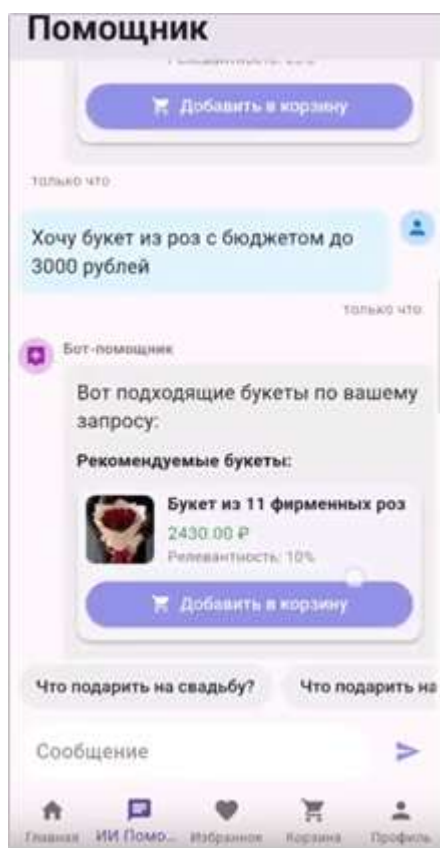 Помощник
Добавить в корзину
только что
Хочу букет из роз с бюджетом до
3000 рублей
только что
Бот-помощник
Вот подходящие букеты по вашему
запросу:
Рекомендуемые букеты:
Букет из 11 фирменных роз
2430.00 ₽
Релевантность: 10%
Добавить в корзину
Что подарить на свадьбу? Что подарить на
Сообщение
Главная ИИ Помо... Избранное Корзина Профиль